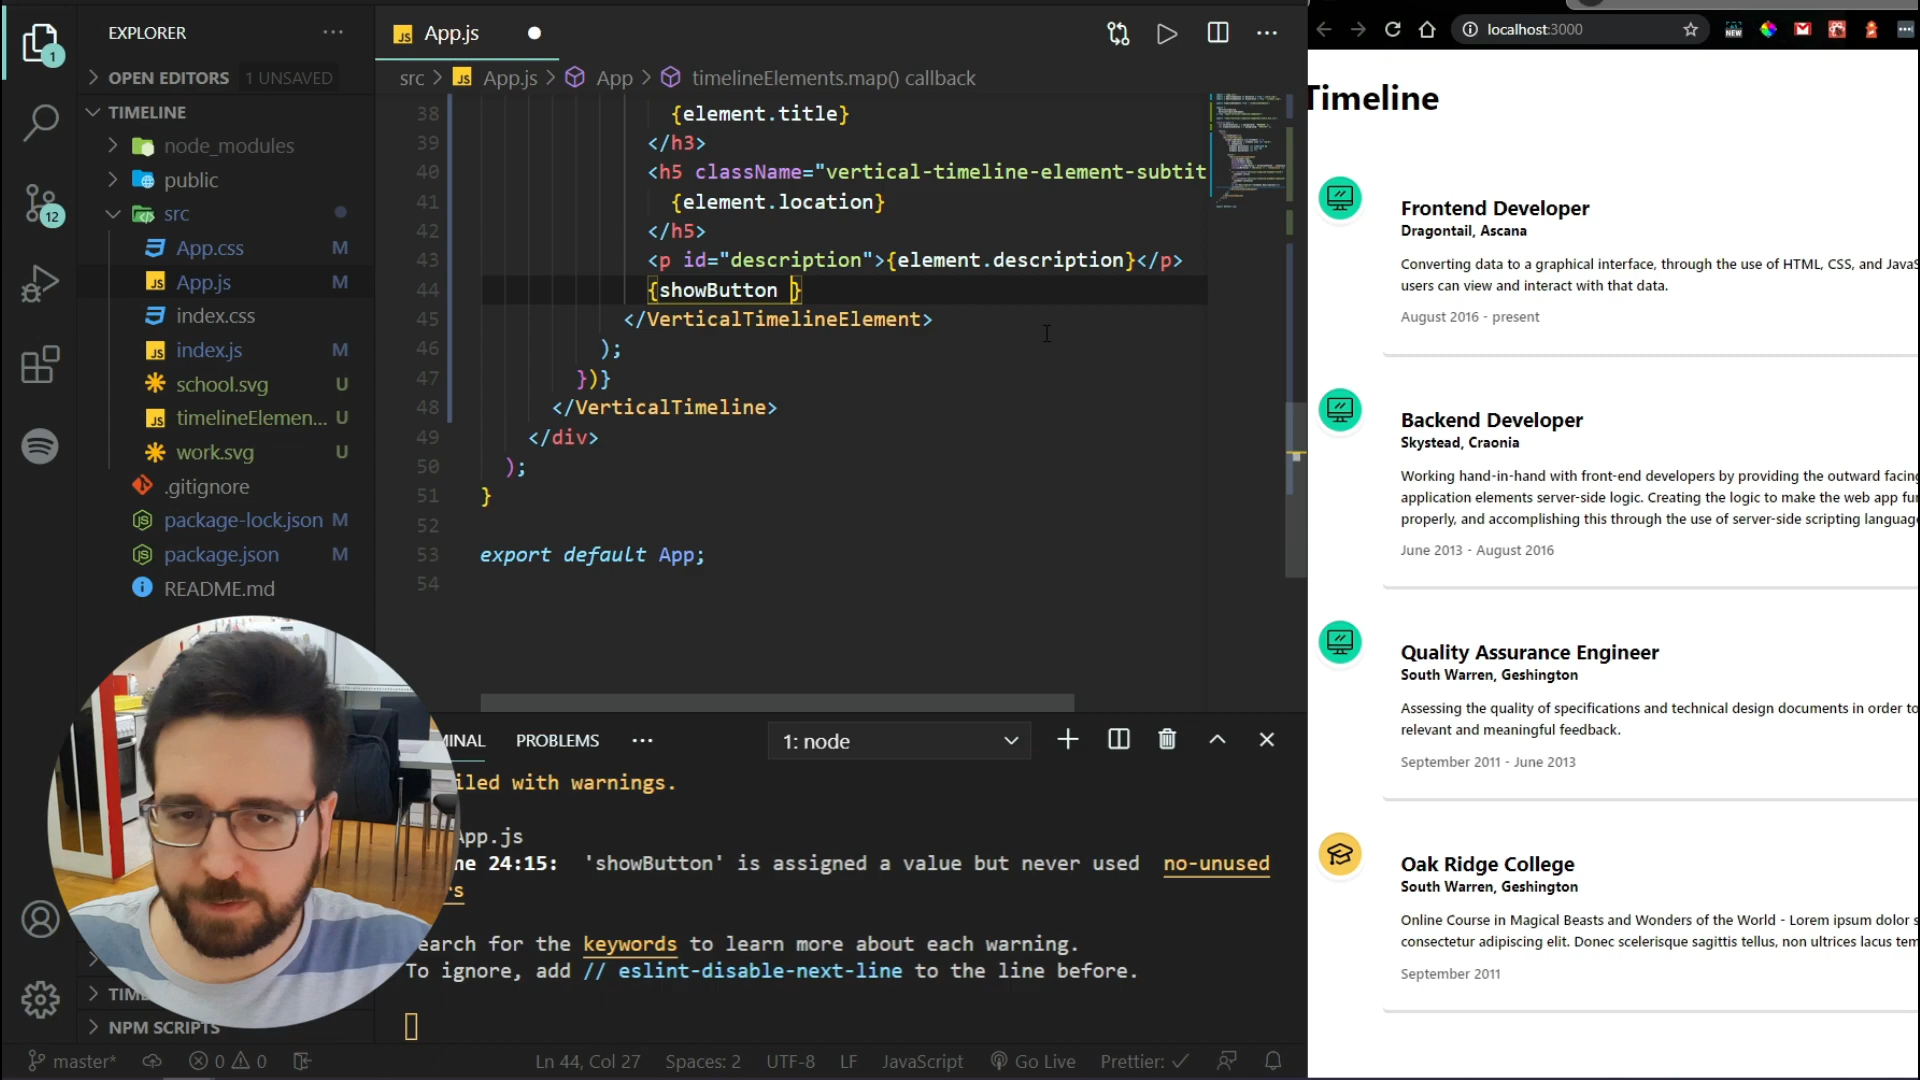 EXPLORER
OPEN EDITORS 1 UNSAVED
TIMELINE
node_modules
public
src
App.css M
App.js M
index.css
index.js M
school.svg U
timelineElemen... U
work.svg U
.gitignore
package-lock.json M
package.json M
README.md
NPM SCRIPTS
1
12
App.js
src > App.js > App > timelineElements.map() callback
38 {element.title}
39 </h3>
40 <h5 className="vertical-timeline-element-subtit
41 {element.location}
42 </h5>
43 <p id="description">{element.description}</p>
44 {showButton }
45 </VerticalTimelineElement>
46 );
47 })}
48 </VerticalTimeline>
49 </div>
50 );
51 }
52
53 export default App;
54
MINAL PROBLEMS 1: node
iled with warnings.
App.js
ne 24:15: 'showButton' is assigned a value but never used no-unused
rs
earch for the keywords to learn more about each warning.
To ignore, add // eslint-disable-next-line to the line before.
master* 0 0 Ln 44, Col 27 Spaces: 2 UTF-8 LF JavaScript Go Live Prettier: ✓
localhost:3000
NEW
Timeline
Frontend Developer
Dragontail, Ascana
Converting data to a graphical interface, through the use of HTML, CSS, and JavaS
users can view and interact with that data.
August 2016 - present
Backend Developer
Skystead, Craonia
Working hand-in-hand with front-end developers by providing the outward facing
application elements server-side logic. Creating the logic to make the web app fu
properly, and accomplishing this through the use of server-side scripting language
June 2013 - August 2016
Quality Assurance Engineer
South Warren, Geshington
Assessing the quality of specifications and technical design documents in order to
relevant and meaningful feedback.
September 2011 - June 2013
Oak Ridge College
South Warren, Geshington
Online Course in Magical Beasts and Wonders of the World - Lorem ipsum dolor s
consectetur adipiscing elit. Donec scelerisque sagittis tellus, non ultrices lacus tem
September 2011